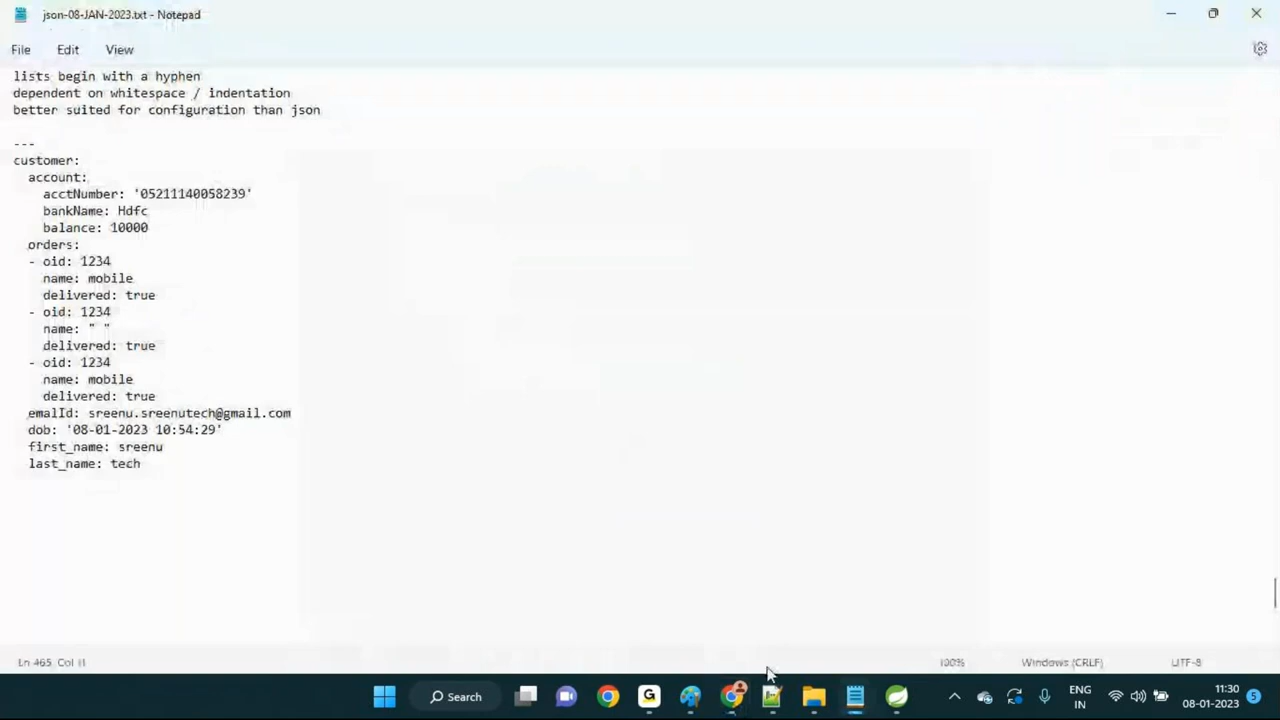 json-08-JAN-2023.txt - Notepad
File Edit View
lists begin with a hyphen
dependent on whitespace / indentation
better suited for configuration than json
---
customer:
account:
acctNumber: '05211140058239'
bankName: Hdfc
balance: 10000
orders:
- oid: 1234
name: mobile
delivered: true
- oid: 1234
name: " "
delivered: true
- oid: 1234
name: mobile
delivered: true
emalId: sreenu.sreenutech@gmail.com
dob: '08-01-2023 10:54:29'
first_name: sreenu
last_name: tech
Ln 465, Col 11 100% Windows (CRLF) UTF-8
Search
ENG
IN
11:30
08-01-2023
5